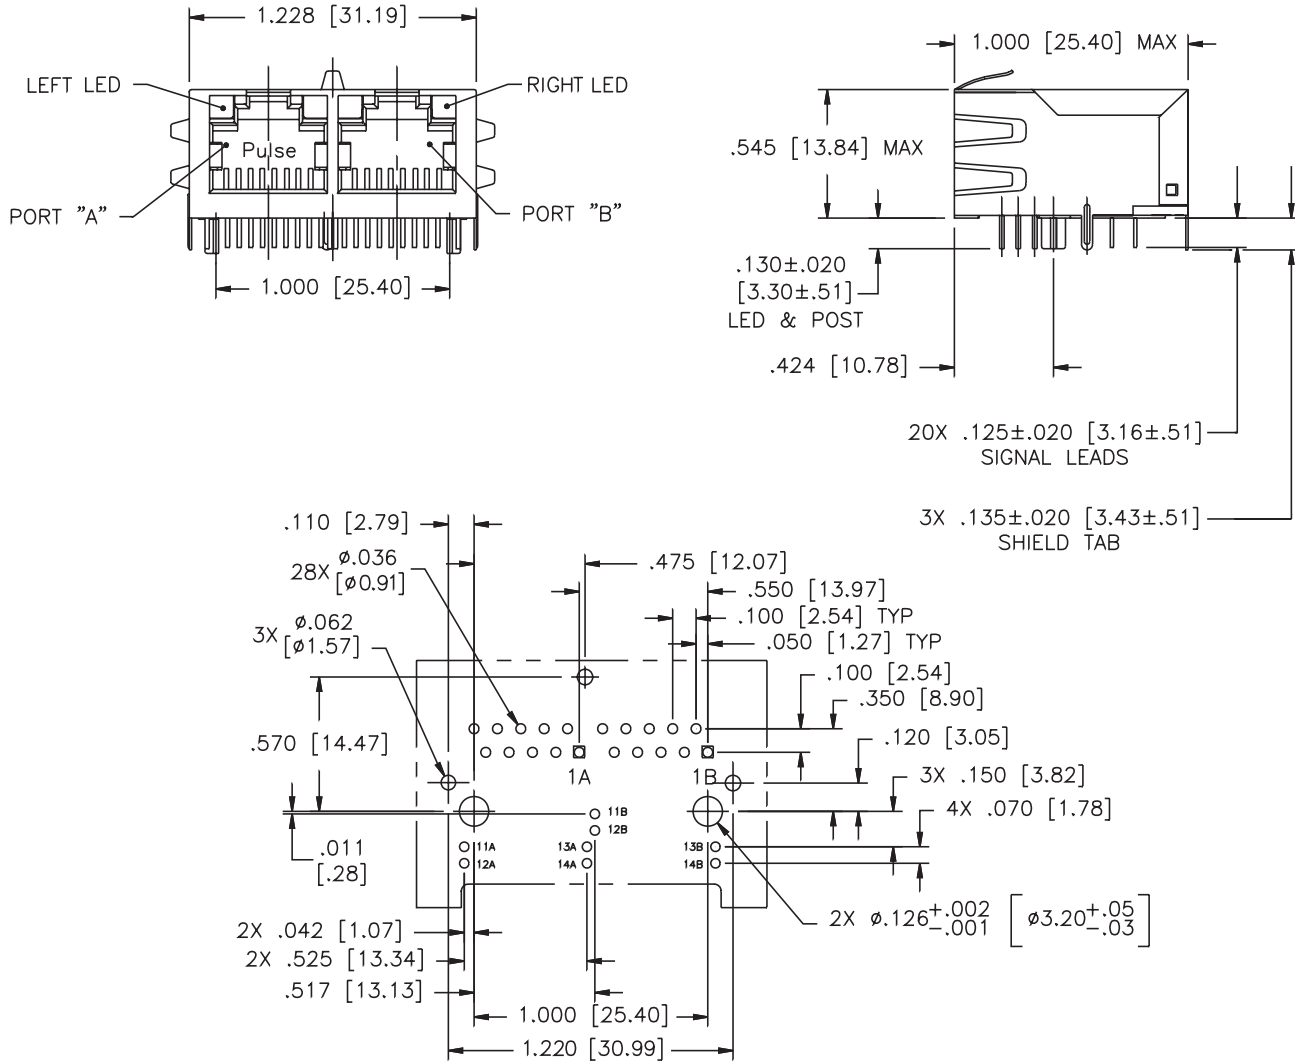 1.228 [31.19]
LEFT LED
RIGHT LED
Pulse
PORT "A"
PORT "B"
1.000 [25.40]
1.000 [25.40] MAX
.545 [13.84] MAX
.130±.020
[3.30±.51]
LED & POST
.424 [10.78]
20X .125±.020 [3.16±.51]
SIGNAL LEADS
3X .135±.020 [3.43±.51]
SHIELD TAB
.110 [2.79]
28X ø.036
[ø0.91]
3X ø.062
[ø1.57]
.475 [12.07]
.550 [13.97]
.100 [2.54] TYP
.050 [1.27] TYP
.100 [2.54]
.350 [8.90]
.570 [14.47]
.120 [3.05]
1A
1B
3X .150 [3.82]
4X .070 [1.78]
11B
12B
.011
[.28]
11A
12A
13A
14A
13B
14B
2X ø.126 +.002 -.001 [ø3.20 +.05 -.03]
2X .042 [1.07]
2X .525 [13.34]
.517 [13.13]
1.000 [25.40]
1.220 [30.99]